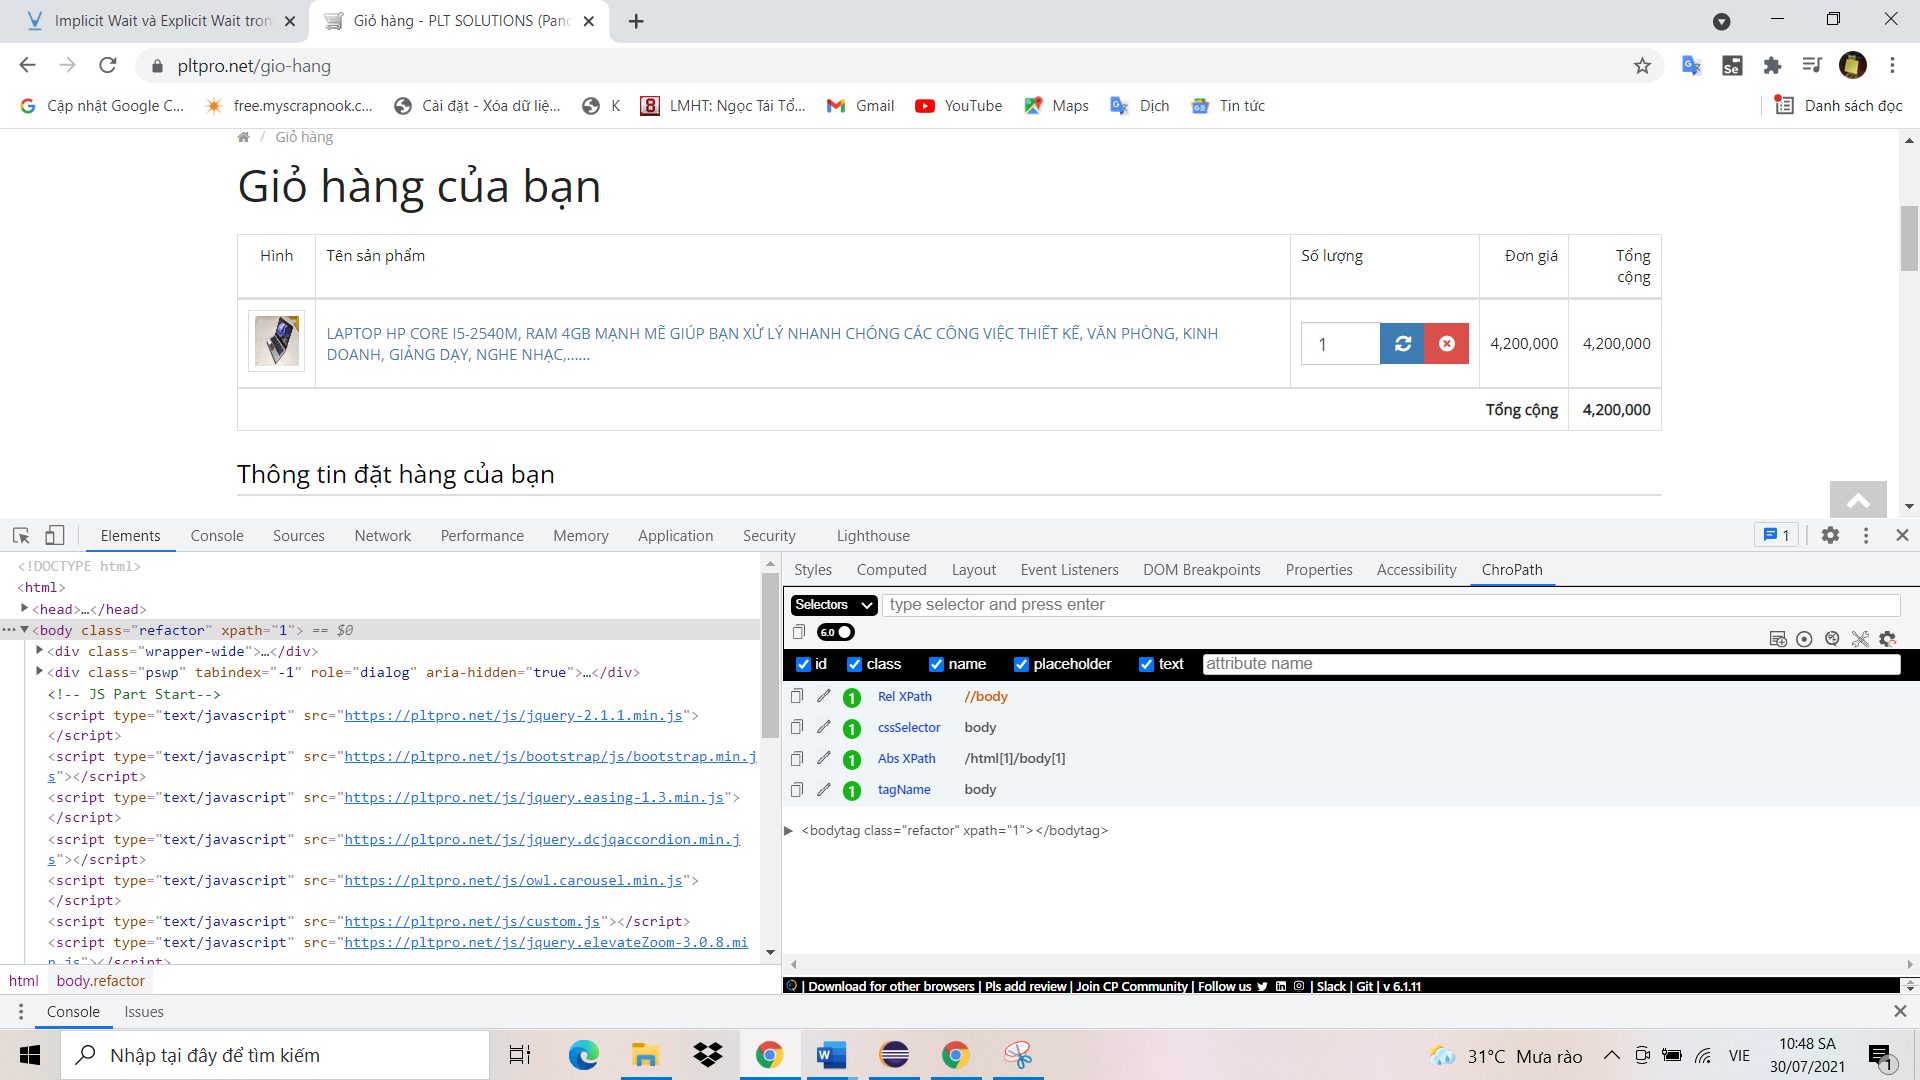 Implicit Wait và Explicit Wait tron
Giỏ hàng - PLT SOLUTIONS (Panc
pltpro.net/gio-hang
Cập nhật Google C...
free.myscrapnook.c...
Cài đặt - Xóa dữ liệ...
K
LMHT: Ngọc Tái Tổ...
Gmail
YouTube
Maps
Dịch
Tin tức
Danh sách đọc
/ Giỏ hàng
Giỏ hàng của bạn
Hình
Tên sản phẩm
Số lượng
Đơn giá
Tổng
cộng
LAPTOP HP CORE I5-2540M, RAM 4GB MẠNH MẼ GIÚP BẠN XỬ LÝ NHANH CHÓNG CÁC CÔNG VIỆC THIẾT KẾ, VĂN PHÒNG, KINH
DOANH, GIẢNG DẠY, NGHE NHẠC,......
1
4,200,000
4,200,000
Tổng cộng
4,200,000
Thông tin đặt hàng của bạn
Elements
Console
Sources
Network
Performance
Memory
Application
Security
Lighthouse
1
<!DOCTYPE html>
<html>
<head>…</head>
<body class="refactor" xpath="1"> == $0
<div class="wrapper-wide">…</div>
<div class="pswp" tabindex="-1" role="dialog" aria-hidden="true">…</div>
<!-- JS Part Start-->
<script type="text/javascript" src="https://pltpro.net/js/jquery-2.1.1.min.js">
</script>
<script type="text/javascript" src="https://pltpro.net/js/bootstrap/js/bootstrap.min.j
s"></script>
<script type="text/javascript" src="https://pltpro.net/js/jquery.easing-1.3.min.js">
</script>
<script type="text/javascript" src="https://pltpro.net/js/jquery.dcjqaccordion.min.j
s"></script>
<script type="text/javascript" src="https://pltpro.net/js/owl.carousel.min.js">
</script>
<script type="text/javascript" src="https://pltpro.net/js/custom.js"></script>
<script type="text/javascript" src="https://pltpro.net/js/jquery.elevateZoom-3.0.8.mi
n.js"></script>
html
body.refactor
Styles
Computed
Layout
Event Listeners
DOM Breakpoints
Properties
Accessibility
ChroPath
Selectors
type selector and press enter
6.0
id
class
name
placeholder
text
attribute name
1 Rel XPath //body
1 cssSelector body
1 Abs XPath /html[1]/body[1]
1 tagName body
<bodytag class="refactor" xpath="1"></bodytag>
| Download for other browsers | Pls add review | Join CP Community | Follow us | Slack | Git | v 6.1.11
Console
Issues
Nhập tại đây để tìm kiếm
31°C Mưa rào
VIE
10:48 SA
30/07/2021
1